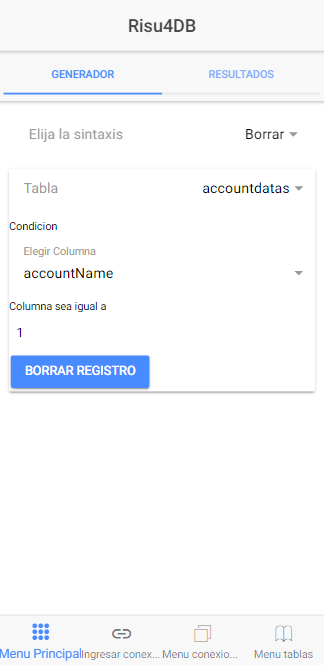 Risu4DB
GENERADOR RESULTADOS
Elija la sintaxis Borrar
Tabla accountdatas
Condicion
Elegir Columna
accountName
Columna sea igual a
1
BORRAR REGISTRO
Menu Principal Ingresar conex... Menu conexio... Menu tablas